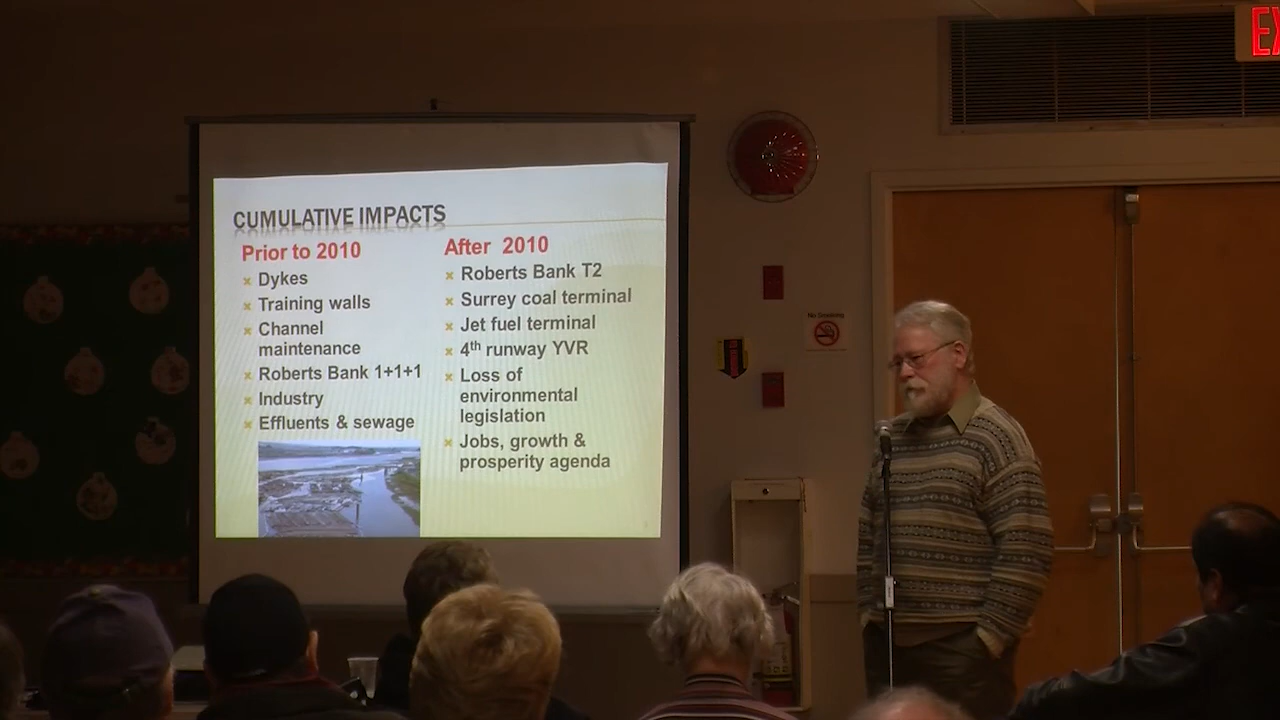 CUMULATIVE IMPACTS
Prior to 2010
Dykes
Training walls
Channel
maintenance
Roberts Bank 1+1+1
Industry
Effluents & sewage
After 2010
Roberts Bank T2
Surrey coal terminal
Jet fuel terminal
4th runway YVR
Loss of
environmental
legislation
Jobs, growth &
prosperity agenda
No Smoking
EX